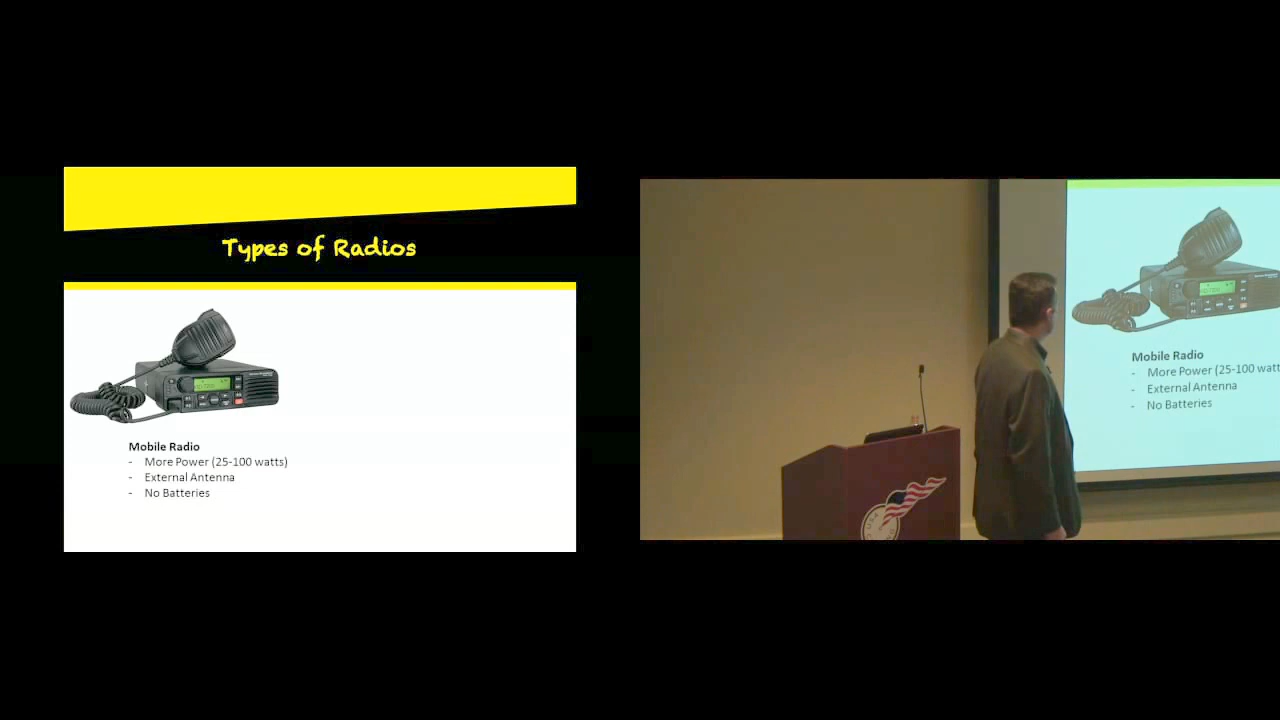 Types of Radios
Mobile Radio
- More Power (25-100 watts)
- External Antenna
- No Batteries
Mobile Radio
- More Power (25-100 watt
- External Antenna
- No Batteries
USA